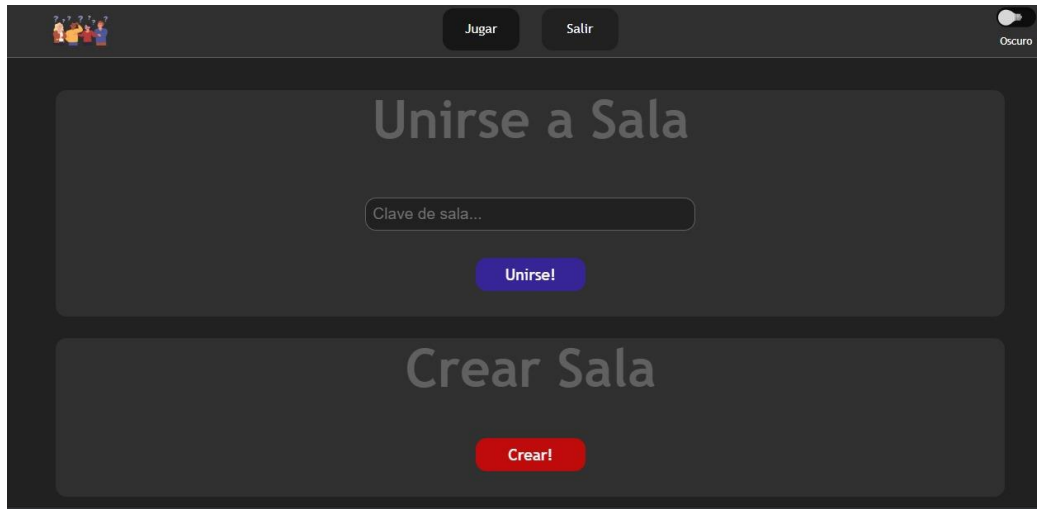 Jugar
Salir
Oscuro
Unirse a Sala
Clave de sala...
Unirse!
Crear Sala
Crear!